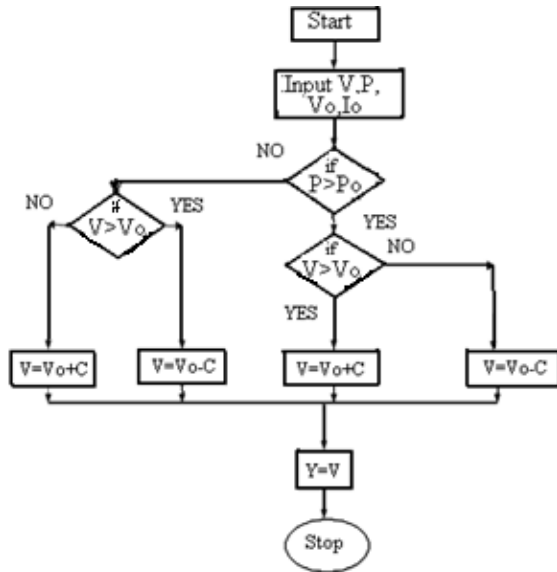 Start
Input V,P,
Vo,Io
NO
if
P>Po
NO
if
V>Vo
YES
YES
if
V>Vo
NO
YES
V=Vo+C
V=Vo-C
V=Vo+C
V=Vo-C
Y=V
Stop